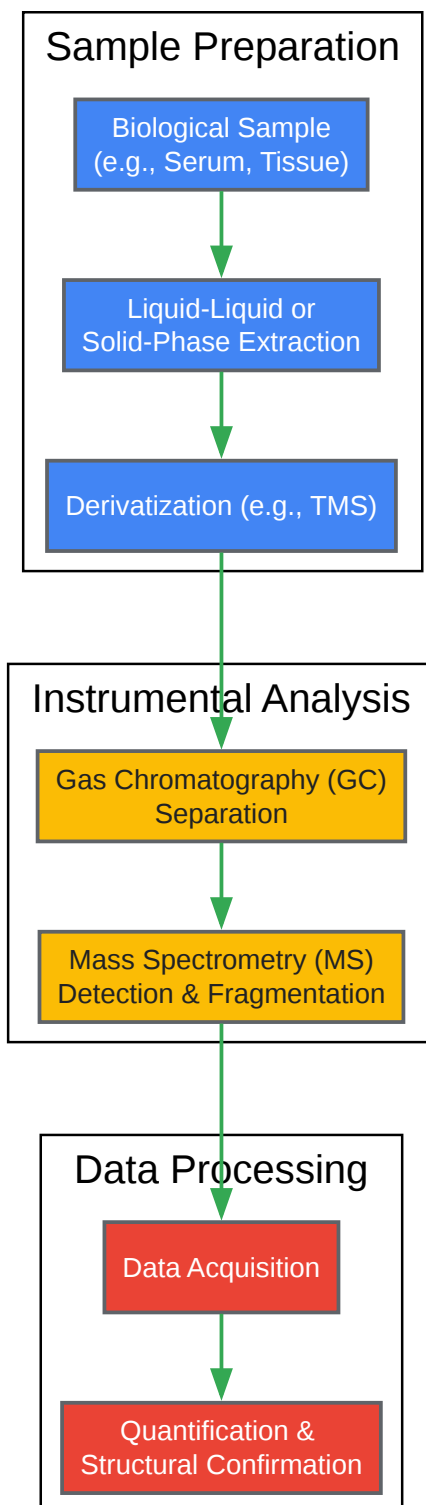 Sample Preparation
Biological Sample
(e.g., Serum, Tissue)
Liquid-Liquid or
Solid-Phase Extraction
Derivatization (e.g., TMS)
Instrumental Analysis
Gas Chromatography (GC)
Separation
Mass Spectrometry (MS)
Detection & Fragmentation
Data Processing
Data Acquisition
Quantification &
Structural Confirmation